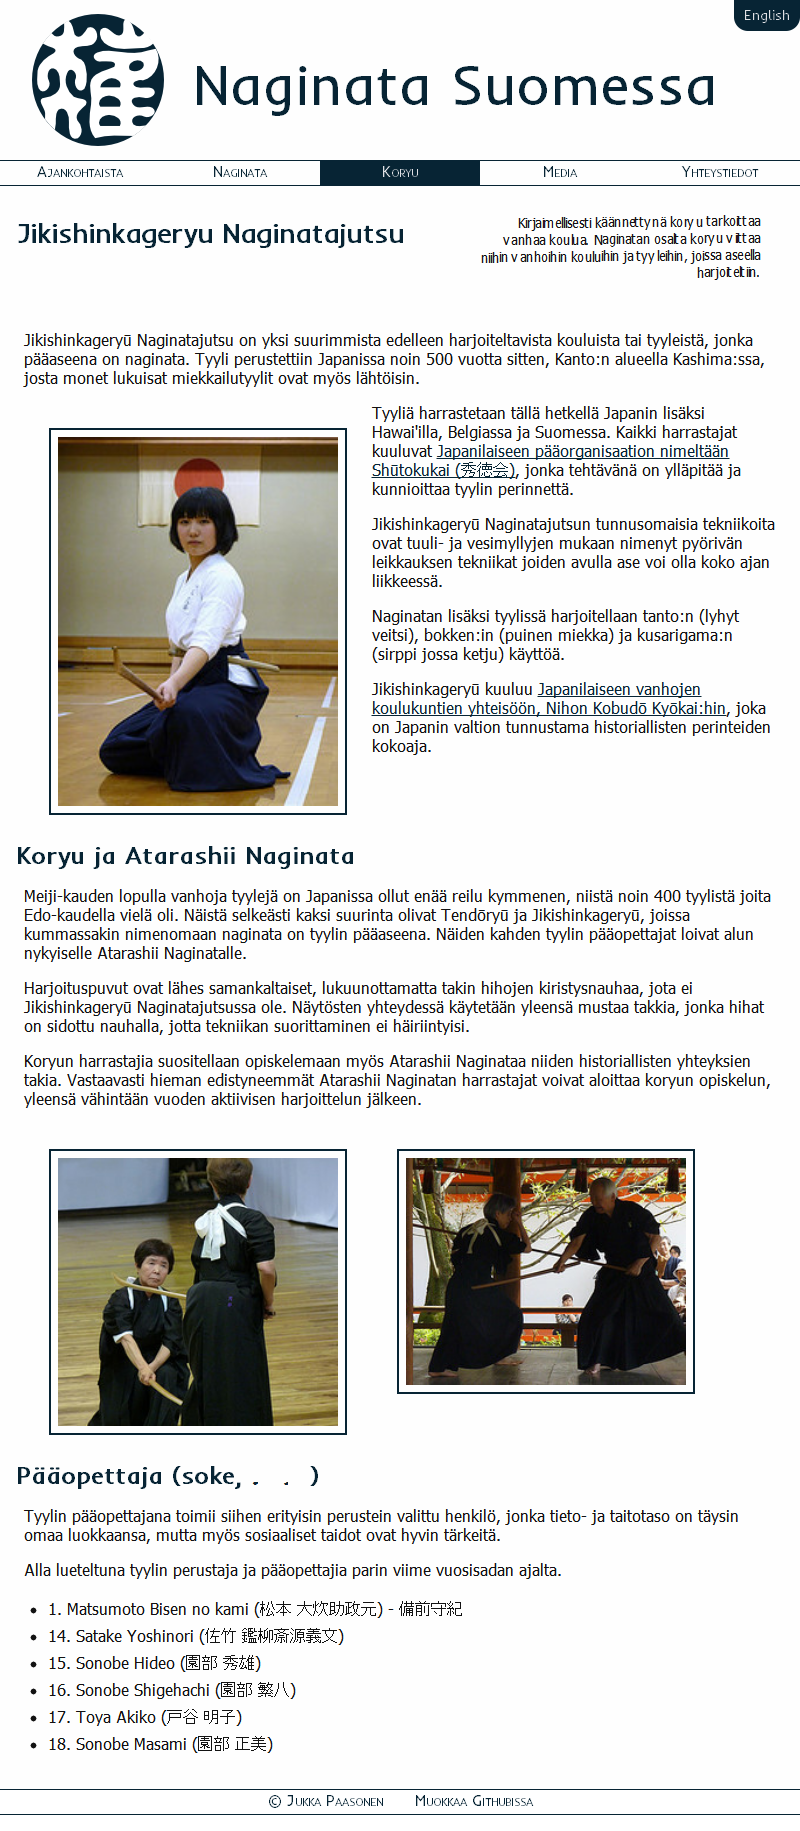 English
Naginata Suomessa
Ajankohtaista Naginata Koryu Media Yhteystiedot
Jikishinkageryu Naginatajutsu
Kirjaimellisesti käännettynä koryu tarkoittaa
vanhaa koulua. Naginatan osalta koryu viittaa
niihin vanhoihin kouluihin ja tyyleihin, joissa aseella
harjoiteltiin.
Jikishinkageryū Naginatajutsu on yksi suurimmista edelleen harjoiteltavista kouluista tai tyyleistä, jonka
pääaseena on naginata. Tyyli perustettiin Japanissa noin 500 vuotta sitten, Kanto:n alueella Kashima:ssa,
josta monet lukuisat miekkailutyylit ovat myös lähtöisin.
Tyyliä harrastetaan tällä hetkellä Japanin lisäksi
Hawai'illa, Belgiassa ja Suomessa. Kaikki harrastajat
kuuluvat Japanilaiseen pääorganisaation nimeltään
Shūtokukai (秀徳会), jonka tehtävänä on ylläpitää ja
kunnioittaa tyylin perinnettä.
Jikishinkageryū Naginatajutsun tunnusomaisia tekniikoita
ovat tuuli- ja vesimyllyjen mukaan nimenyt pyörivän
leikkauksen tekniikat joiden avulla ase voi olla koko ajan
liikkeessä.
Naginatan lisäksi tyylissä harjoitellaan tanto:n (lyhyt
veitsi), bokken:in (puinen miekka) ja kusarigama:n
(sirppi jossa ketju) käyttöä.
Jikishinkageryū kuuluu Japanilaiseen vanhojen
koulukuntien yhteisöön, Nihon Kobudō Kyōkai:hin, joka
on Japanin valtion tunnustama historiallisten perinteiden
kokoaja.
Koryu ja Atarashii Naginata
Meiji-kauden lopulla vanhoja tyylejä on Japanissa ollut enää reilu kymmenen, niistä noin 400 tyylistä joita
Edo-kaudella vielä oli. Näistä selkeästi kaksi suurinta olivat Tendōryū ja Jikishinkageryū, joissa
kummassakin nimenomaan naginata on tyylin pääaseena. Näiden kahden tyylin pääopettajat loivat alun
nykyiselle Atarashii Naginatalle.
Harjoituspuvut ovat lähes samankaltaiset, lukuunottamatta takin hihojen kiristysnauhaa, jota ei
Jikishinkageryū Naginatajutsussa ole. Näytösten yhteydessä käytetään yleensä mustaa takkia, jonka hihat
on sidottu nauhalla, jotta tekniikan suorittaminen ei häiriintyisi.
Koryun harrastajia suositellaan opiskelemaan myös Atarashii Naginataa niiden historiallisten yhteyksien
takia. Vastaavasti hieman edistyneemmät Atarashii Naginatan harrastajat voivat aloittaa koryun opiskelun,
yleensä vähintään vuoden aktiivisen harjoittelun jälkeen.
Pääopettaja (soke, )
Tyylin pääopettajana toimii siihen erityisin perustein valittu henkilö, jonka tieto- ja taitotaso on täysin
omaa luokkaansa, mutta myös sosiaaliset taidot ovat hyvin tärkeitä.
Alla lueteltuna tyylin perustaja ja pääopettajia parin viime vuosisadan ajalta.
• 1. Matsumoto Bisen no kami (松本 大炊助政元) - 備前守紀
• 14. Satake Yoshinori (佐竹 鑑柳斎源義文)
• 15. Sonobe Hideo (園部 秀雄)
• 16. Sonobe Shigehachi (園部 繁八)
• 17. Toya Akiko (戸谷 明子)
• 18. Sonobe Masami (園部 正美)
© Jukka Paasonen Muokkaa Githubissa